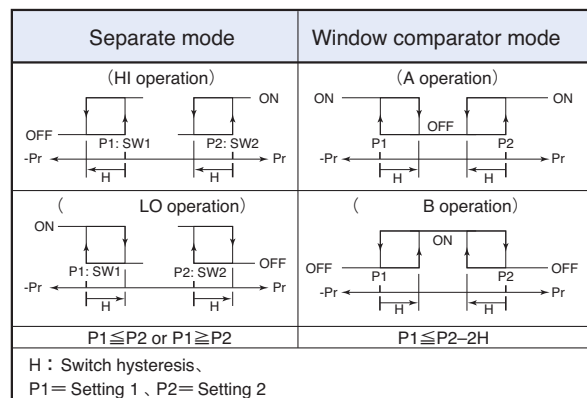 Separate mode
Window comparator mode
(HI operation)
ON
OFF
P1: SW1
P2: SW2
-Pr
Pr
H
H
(A operation)
ON
ON
OFF
P1
P2
-Pr
Pr
H
H
( LO operation)
ON
P1: SW1
P2: SW2
OFF
-Pr
Pr
H
H
( B operation)
ON
OFF
OFF
P1
P2
-Pr
Pr
H
H
P1≦P2 or P1≧P2
P1≦P2–2H
H：Switch hysteresis、
P1＝ Setting 1 、P2＝ Setting 2